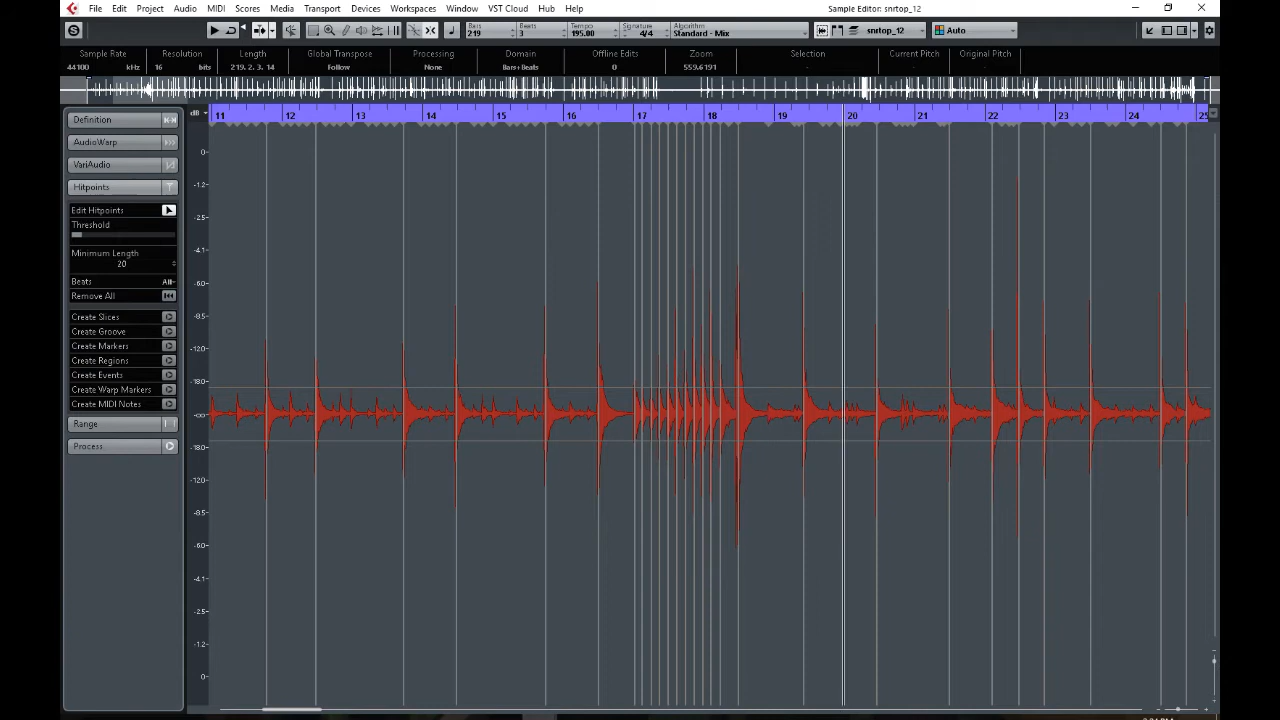 File Edit Project Audio MIDI Scores Media Transport Devices Workspaces Window VST Cloud Hub Help Sample Editor: snrtop_12
Bars Beats Tempo Signature Algorithm
219 3 195.00 4/4 Standard - Mix snrtop_12 Auto
Sample Rate Resolution Length Global Transpose Processing Domain Offline Edits Zoom Selection Current Pitch Original Pitch
44100 kHz 16 bits 219. 2. 3. 14 Follow None Bars+Beats 0 559.6191
dB 11 12 13 14 15 16 17 18 19 20 21 22 23 24 25
Definition
AudioWarp
VariAudio
Hitpoints
Edit Hitpoints
Threshold
Minimum Length
20
Beats All
Remove All
Create Slices
Create Groove
Create Markers
Create Regions
Create Events
Create Warp Markers
Create MIDI Notes
Range
Process
0
-1.2
-2.5
-4.1
-6.0
-8.5
-12.0
-18.0
-∞
-18.0
-12.0
-8.5
-6.0
-4.1
-2.5
-1.2
0